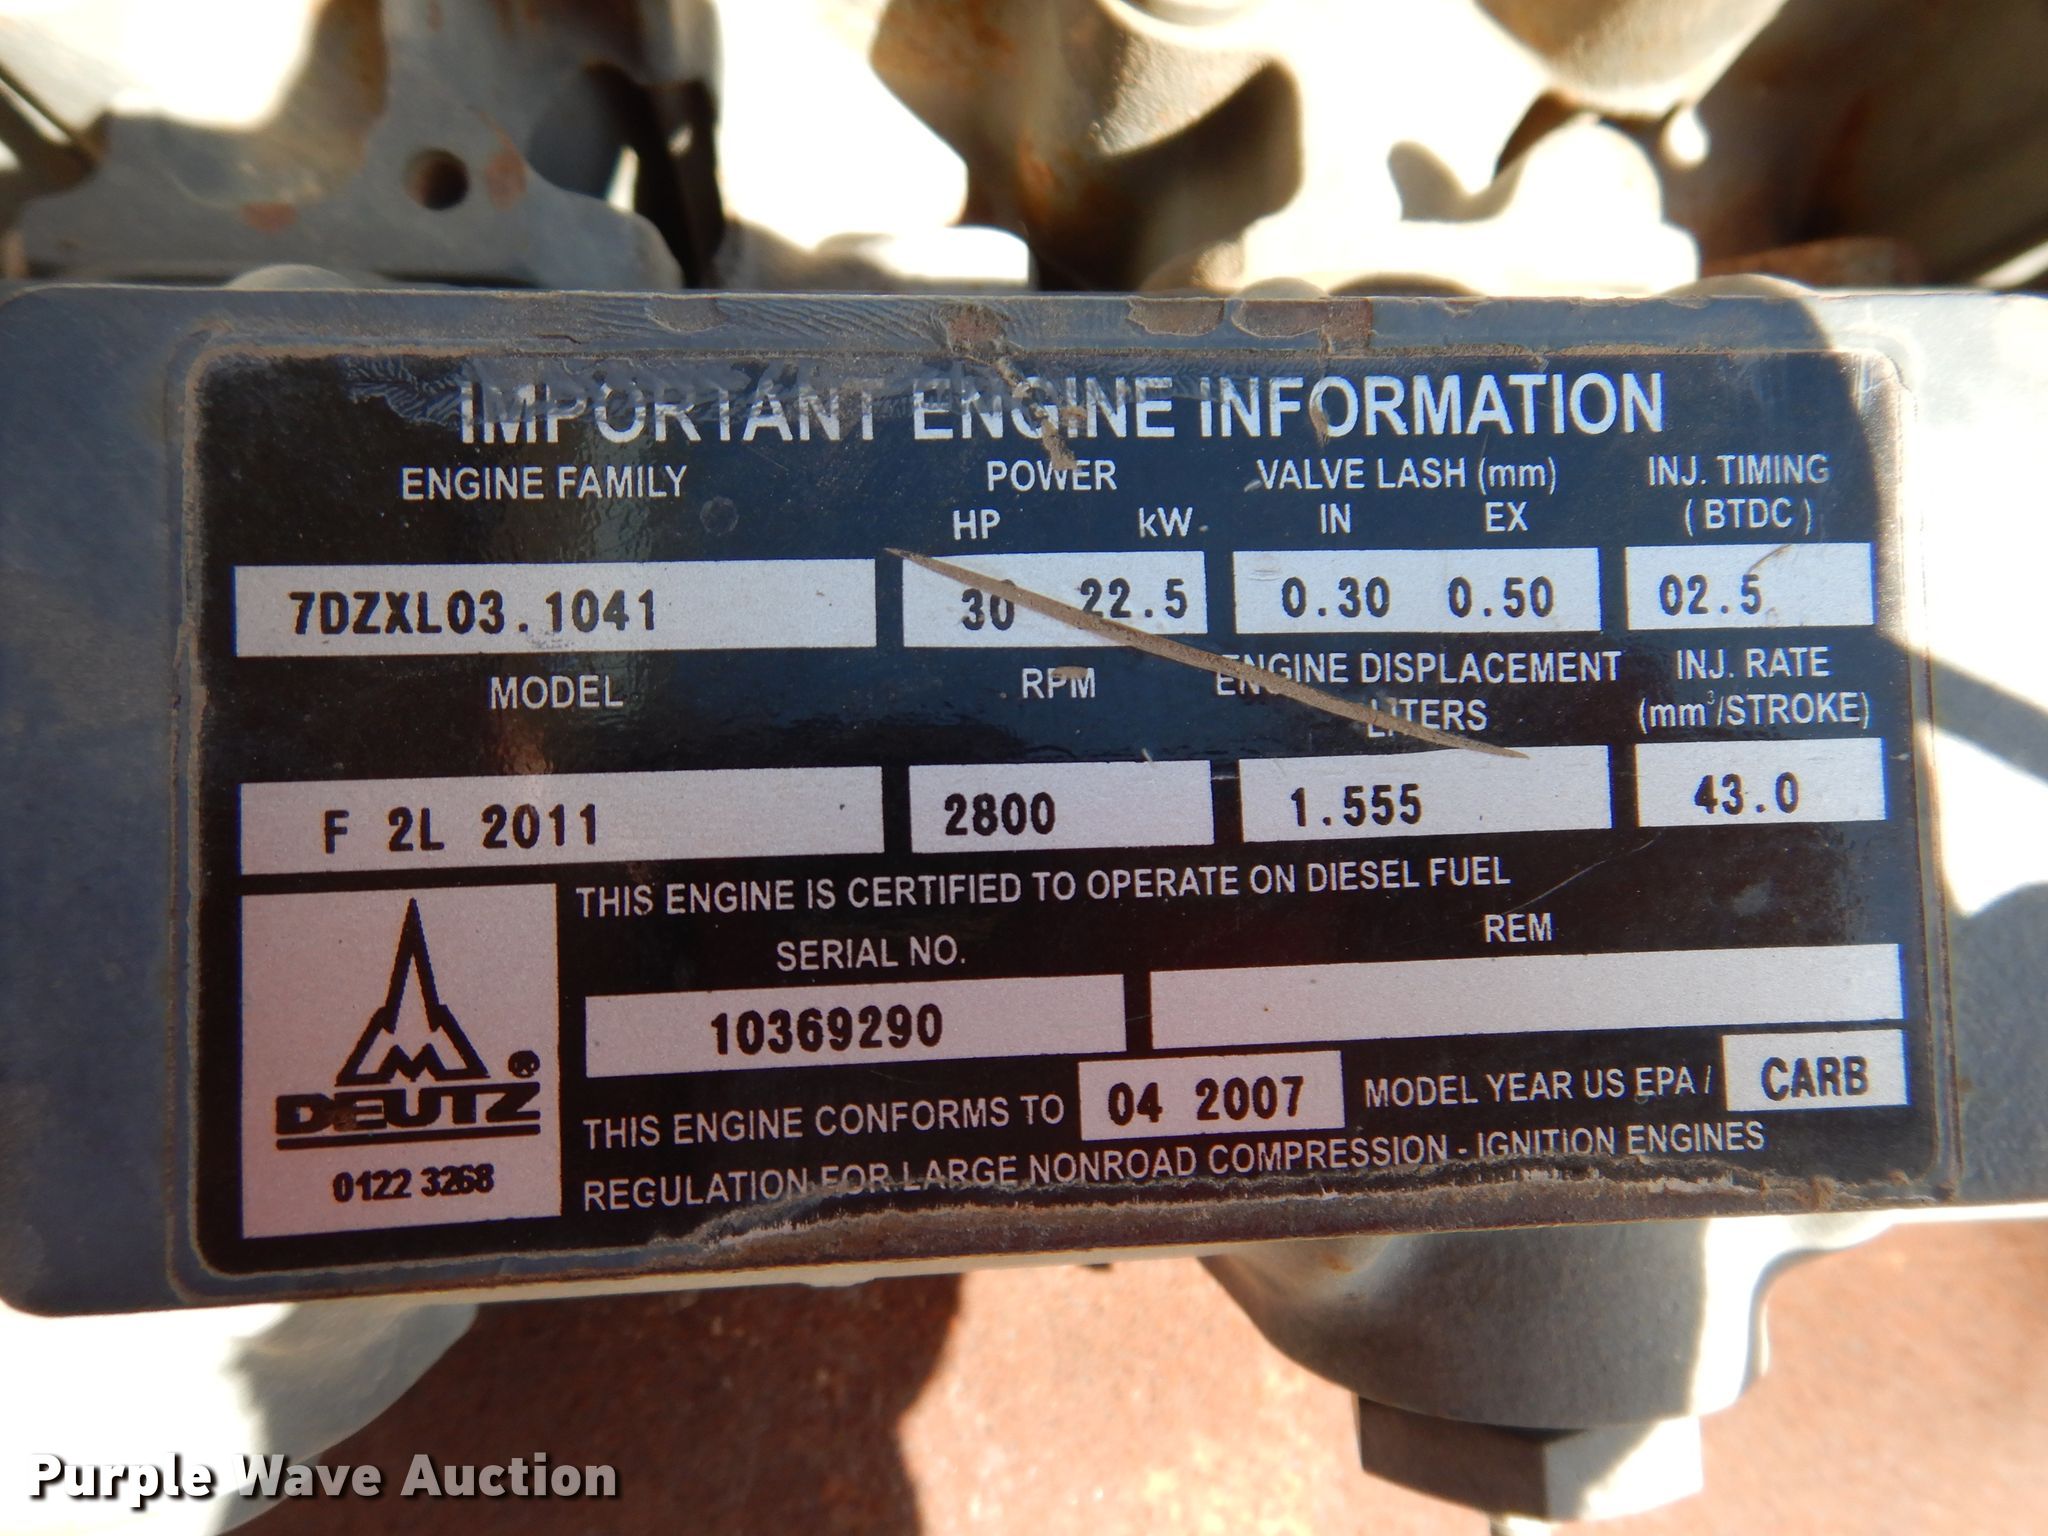 IMPORTANT ENGINE INFORMATION
ENGINE FAMILY POWER VALVE LASH (mm) INJ. TIMING
HP kW IN EX (BTDC)
7DZXL03.1041 30 22.5 0.30 0.50 02.5
MODEL RPM ENGINE DISPLACEMENT INJ. RATE
LITERS (mm³/STROKE)
F 2L 2011 2800 1.555 43.0
THIS ENGINE IS CERTIFIED TO OPERATE ON DIESEL FUEL
SERIAL NO. REM
10369290
DEUTZ
0122 3268
THIS ENGINE CONFORMS TO 04 2007 MODEL YEAR US EPA / CARB
REGULATION FOR LARGE NONROAD COMPRESSION - IGNITION ENGINES
Purple Wave Auction